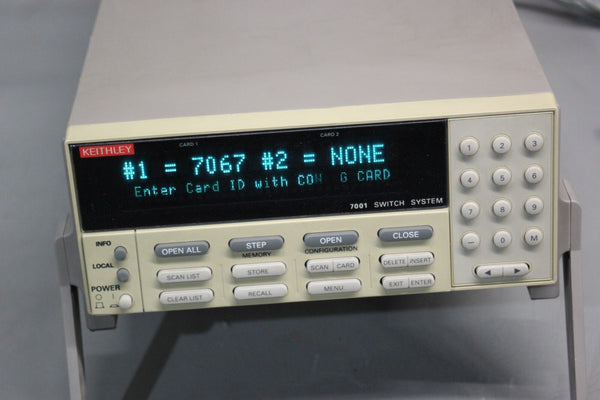 KEITHLEY
CARD 1
CARD 2
#1 = 7067 #2 = NONE
Enter Card ID with CON G CARD
7001 SWITCH SYSTEM
1 2 3
4 5 6
7 8 9
- 0 M
◀ ▶
INFO
LOCAL
POWER
O I
OPEN ALL
STEP
OPEN
CLOSE
MEMORY
CONFIGURATION
SCAN LIST
STORE
SCAN CARD
DELETE INSERT
CLEAR LIST
RECALL
MENU
EXIT ENTER